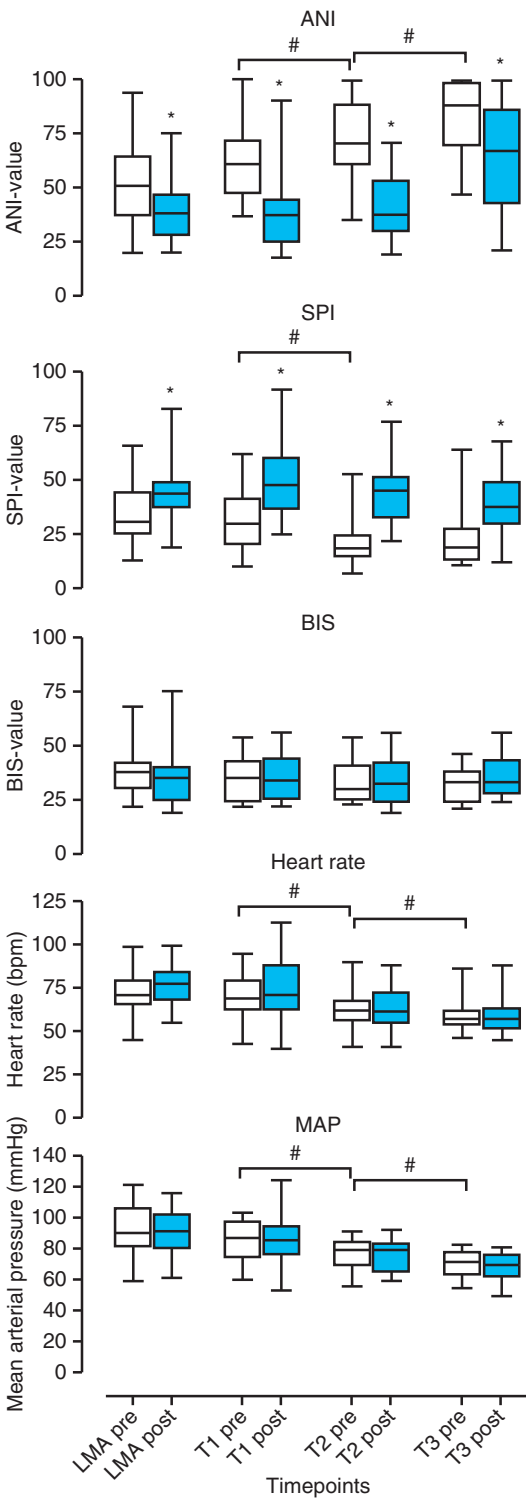 ANI
# #
* * * *
100
75
50
25
0
ANI-value
SPI
#
* * * *
100
75
50
25
0
SPI-value
BIS
100
75
50
25
0
BIS-value
Heart rate
# #
125
100
75
50
25
0
Heart rate (bpm)
MAP
# #
140
120
100
80
60
40
20
0
Mean arterial pressure (mmHg)
LMA pre
LMA post
T1 pre
T1 post
T2 pre
T2 post
T3 pre
T3 post
Timepoints